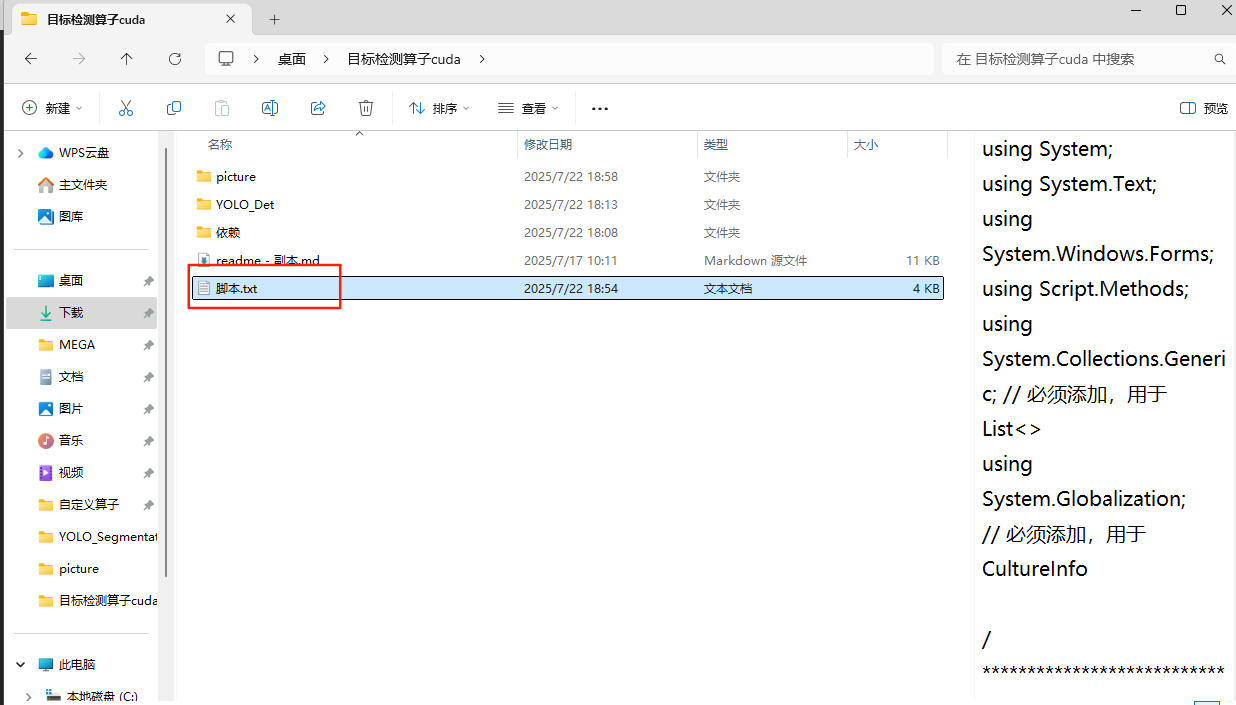 目标检测算子cuda
桌面 目标检测算子cuda
在 目标检测算子cuda 中搜索
新建 排序 查看 预览
WPS云盘
主文件夹
图库
桌面
下载
MEGA
文档
图片
音乐
视频
自定义算子
YOLO_Segmentat
picture
目标检测算子cuda
此电脑
本地磁盘 (C:)
名称 修改日期 类型 大小
picture 2025/7/22 18:58 文件夹
YOLO_Det 2025/7/22 18:13 文件夹
依赖 2025/7/22 18:08 文件夹
readme - 副本.md 2025/7/17 10:11 Markdown 源文件 11 KB
脚本.txt 2025/7/22 18:54 文本文档 4 KB
using System;
using System.Text;
using
System.Windows.Forms;
using Script.Methods;
using
System.Collections.Generi
c; // 必须添加，用于
List<>
using
System.Globalization;
// 必须添加，用于
CultureInfo
/
***************************